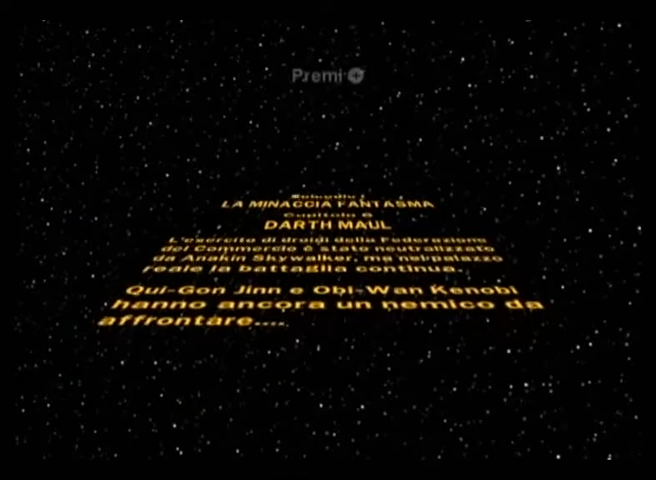 Premi
Episodio I
LA MINACCIA FANTASMA
Capitolo 6
DARTH MAUL
L'esercito di droidi della Federazione
del Commercio è stato neutralizzato
da Anakin Skywalker, ma nel palazzo
reale la battaglia continua.
Qui-Gon Jinn e Obi-Wan Kenobi
hanno ancora un nemico da
affrontare....